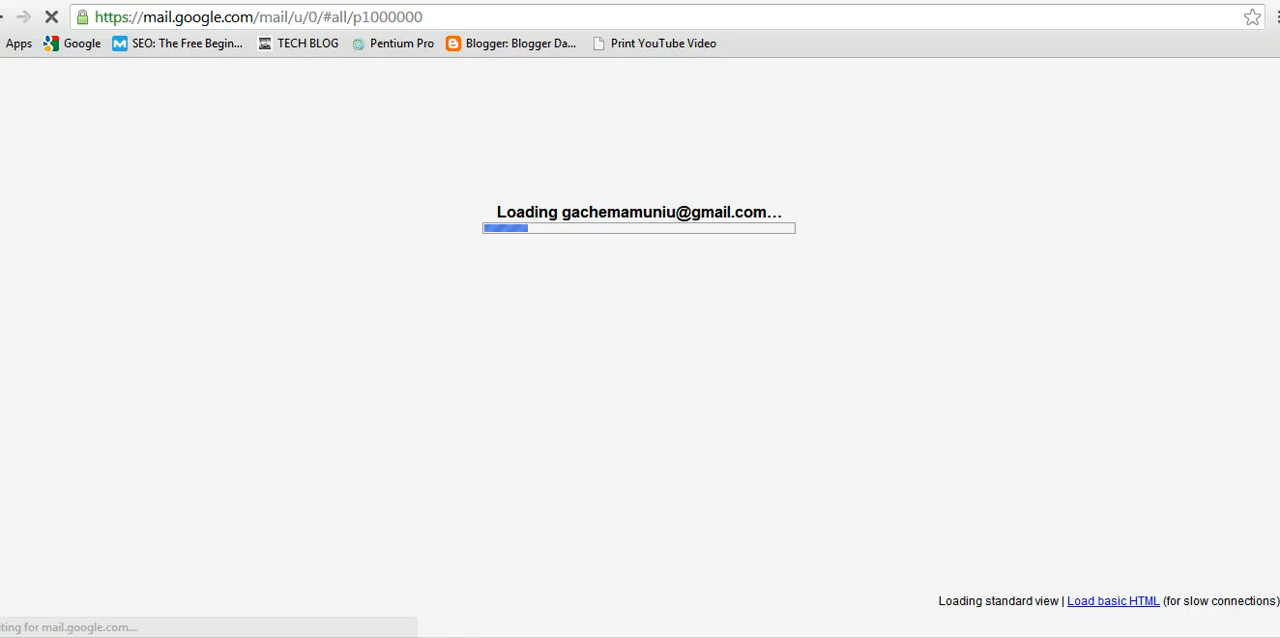 https://mail.google.com/mail/u/0/#all/p1000000
Apps Google SEO: The Free Begin... TECH BLOG Pentium Pro Blogger: Blogger Da... Print YouTube Video
Loading gachemamuniu@gmail.com...
Loading standard view | Load basic HTML (for slow connections)
ting for mail.google.com...